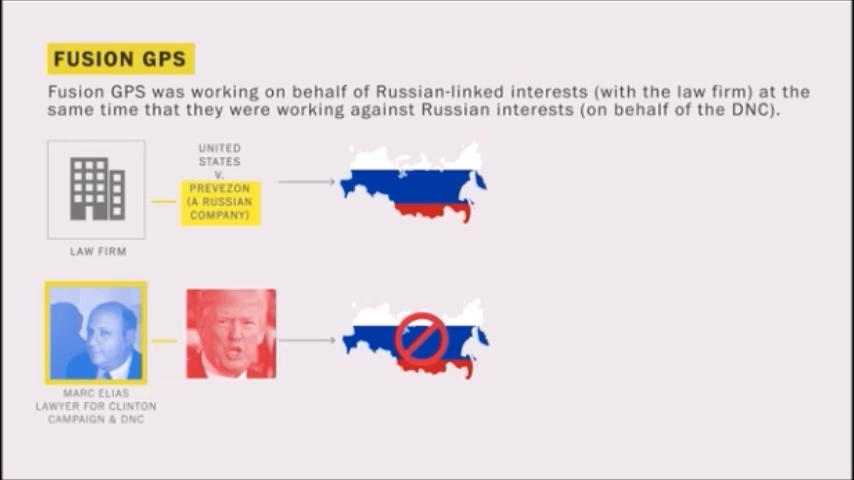 FUSION GPS
Fusion GPS was working on behalf of Russian-linked interests (with the law firm) at the
same time that they were working against Russian interests (on behalf of the DNC).
UNITED
STATES
V.
PREVEZON
(A RUSSIAN
COMPANY)
LAW FIRM
MARC ELIAS
LAWYER FOR CLINTON
CAMPAIGN & DNC